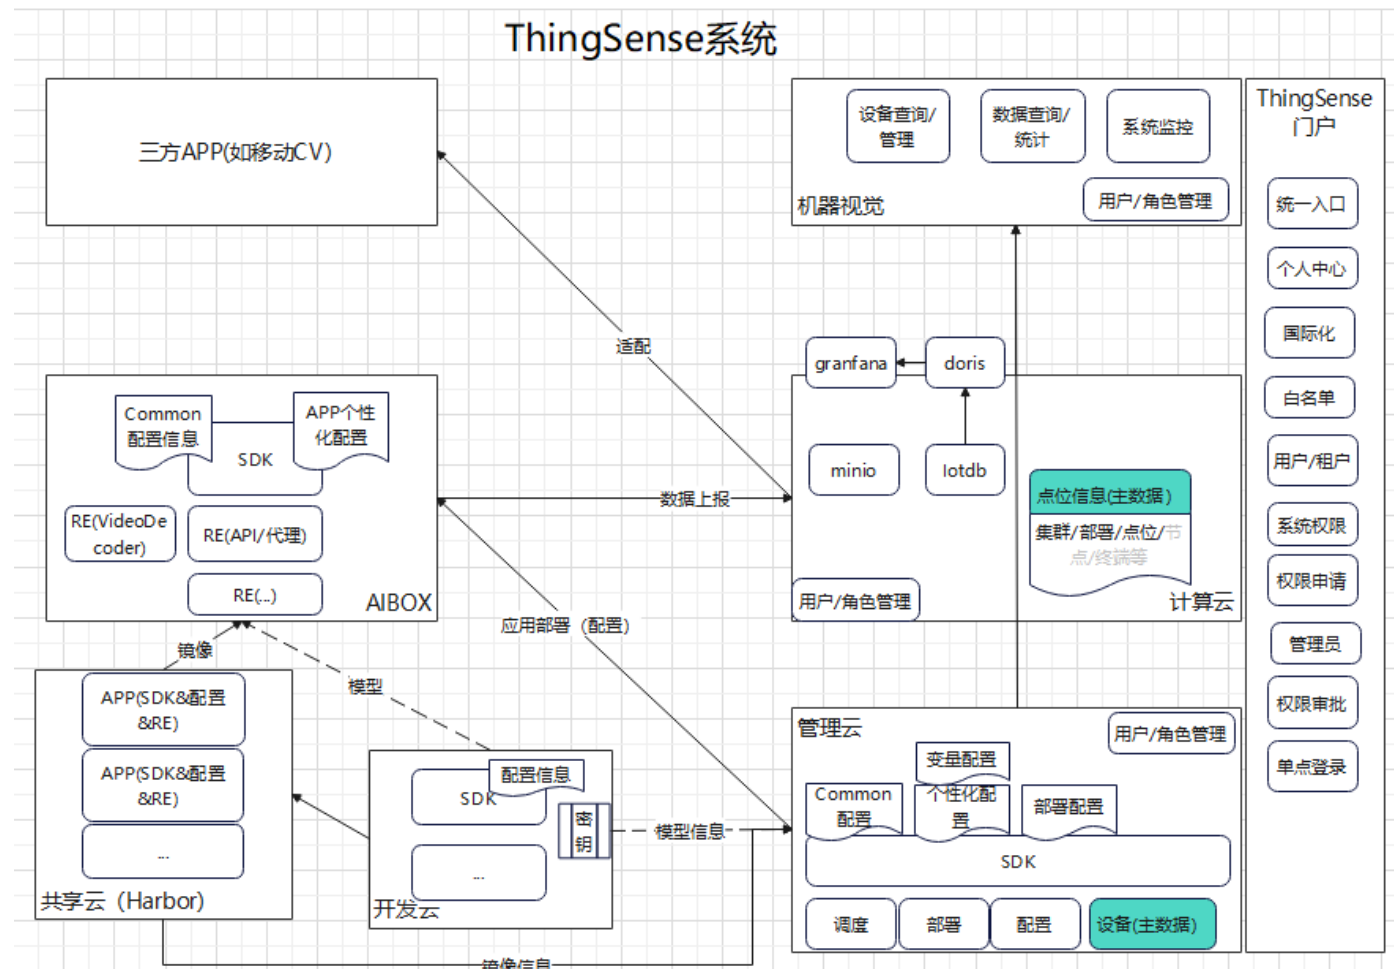 ThingSense系统
三方APP(如移动CV)
设备查询/
管理
数据查询/
统计
系统监控
机器视觉
用户/角色管理
ThingSense
门户
统一入口
个人中心
国际化
白名单
用户/租户
系统权限
权限申请
管理员
权限审批
单点登录
适配
granfana
doris
minio
Iotdb
点位信息(主数据)
集群/部署/点位/节
点/终端等
用户/角色管理
计算云
Common
配置信息
APP个性
化配置
SDK
RE(VideoDe
coder)
RE(API/代理)
RE(...)
AIBOX
数据上报
应用部署（配置）
镜像
模型
APP(SDK&配置
&RE)
APP(SDK&配置
&RE)
...
共享云（Harbor）
配置信息
SDK
密
钥
...
开发云
模型信息
管理云
用户/角色管理
变量配置
Common
配置
个性化配
置
部署配置
SDK
调度
部署
配置
设备(主数据)
镜像信息